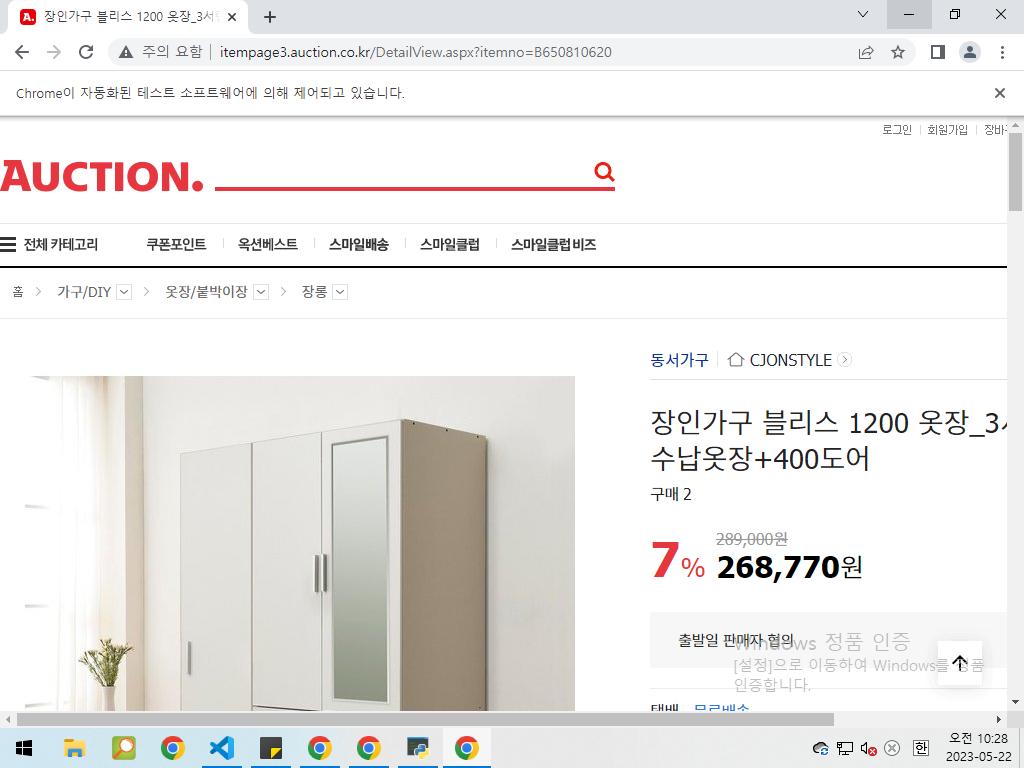 장인가구 블리스 1200 옷장_3서
주의 요함
itempage3.auction.co.kr/DetailView.aspx?itemno=B650810620
Chrome이 자동화된 테스트 소프트웨어에 의해 제어되고 있습니다.
로그인 회원가입 장바
AUCTION.
전체 카테고리 쿠폰포인트 옥션베스트 스마일배송 스마일클럽 스마일클럽 비즈
홈 가구/DIY 옷장/붙박이장 장롱
동서가구 CJONSTYLE
장인가구 블리스 1200 옷장_3서
수납옷장+400도어
구매 2
289,000원
7% 268,770원
출발일 판매자 협의
Windows 정품 인증
[설정]으로 이동하여 Windows를 정품
인증합니다.
택배 무료배송
한
오전 10:28
2023-05-22